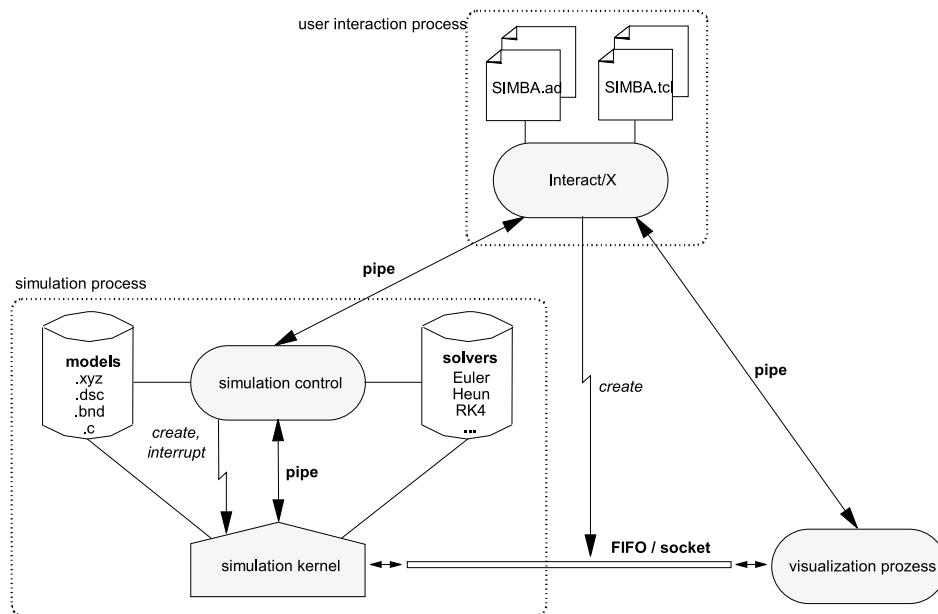 user interaction process
SIMBA.ad
SIMBA.tcl
Interact/X
pipe
simulation process
models
.xyz
.dsc
.bnd
.c
simulation control
solvers
Euler
Heun
RK4
...
create,
interrupt
pipe
create
pipe
simulation kernel
FIFO / socket
visualization prozess